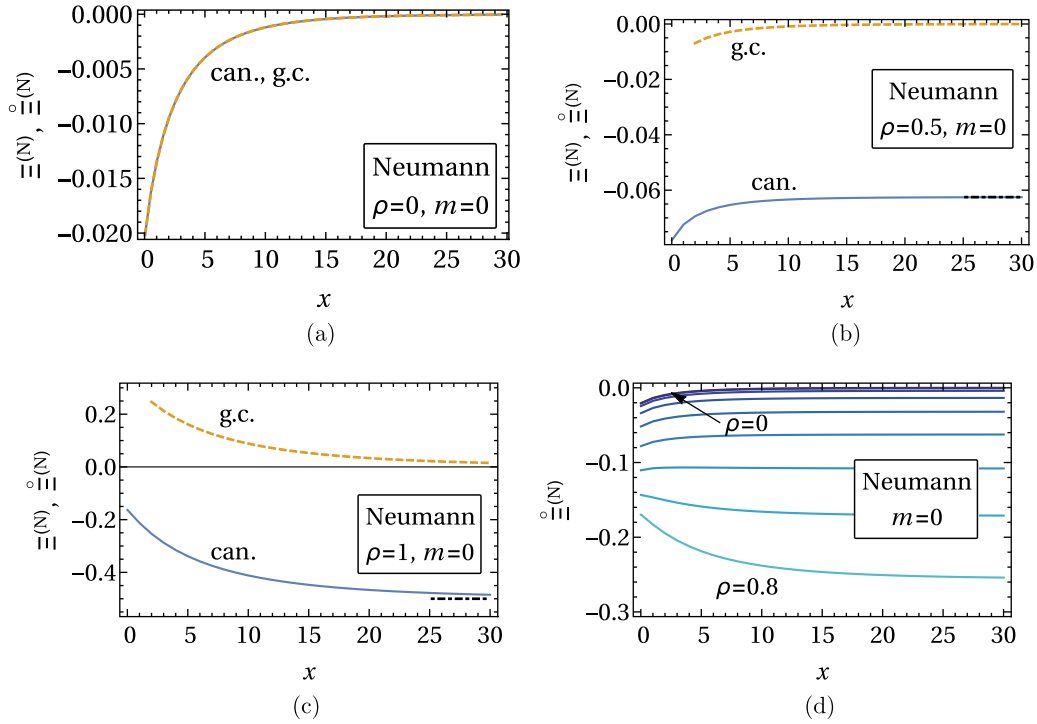 0.000
−0.005
−0.010
−0.015
−0.020
Ξ(N), Ξ̊(N)
can., g.c.
Neumann
ρ=0, m=0
0 5 10 15 20 25 30
x
(a)
0.00
−0.02
−0.04
−0.06
Ξ(N), Ξ̊(N)
g.c.
Neumann
ρ=0.5, m=0
can.
0 5 10 15 20 25 30
x
(b)
0.2
0.0
−0.2
−0.4
Ξ(N), Ξ̊(N)
g.c.
Neumann
ρ=1, m=0
can.
0 5 10 15 20 25 30
x
(c)
0.0
−0.1
−0.2
−0.3
Ξ̊(N)
ρ=0
Neumann
m=0
ρ=0.8
0 5 10 15 20 25 30
x
(d)